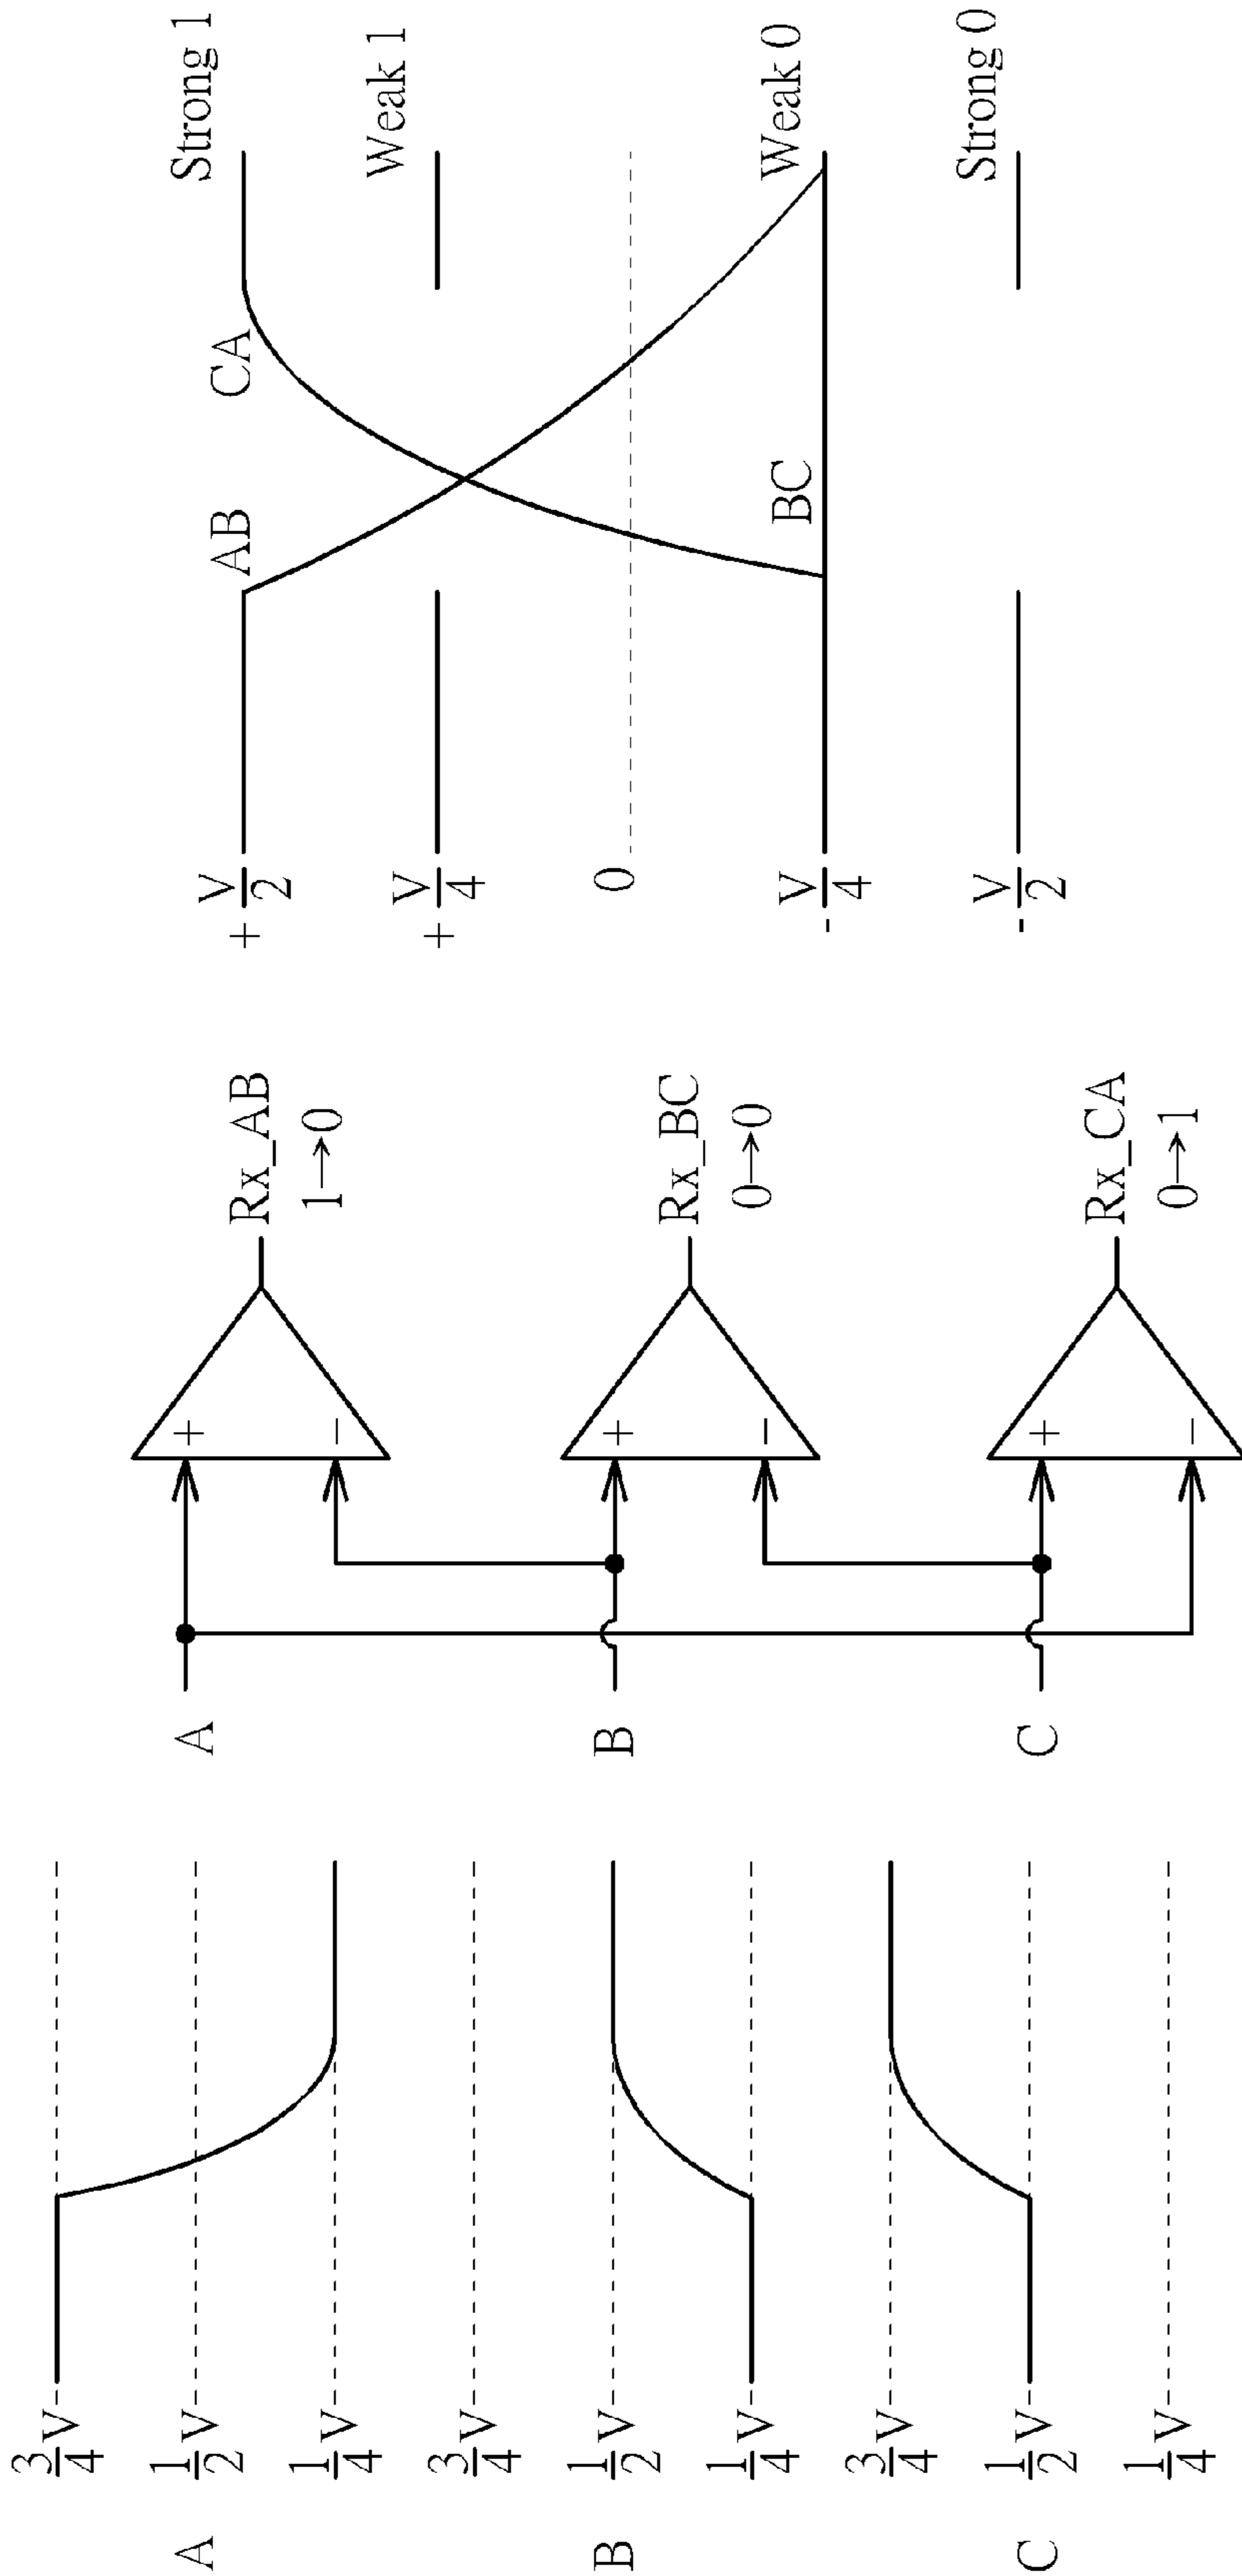 A
3/4 V
1/2 V
1/4 V
B
3/4 V
1/2 V
1/4 V
C
3/4 V
1/2 V
1/4 V
A
B
C
+
−
+
−
+
−
Rx_AB
1→0
Rx_BC
0→0
Rx_CA
0→1
+ V/2
+ V/4
0
- V/4
- V/2
AB
CA
BC
Strong 1
Weak 1
Weak 0
Strong 0